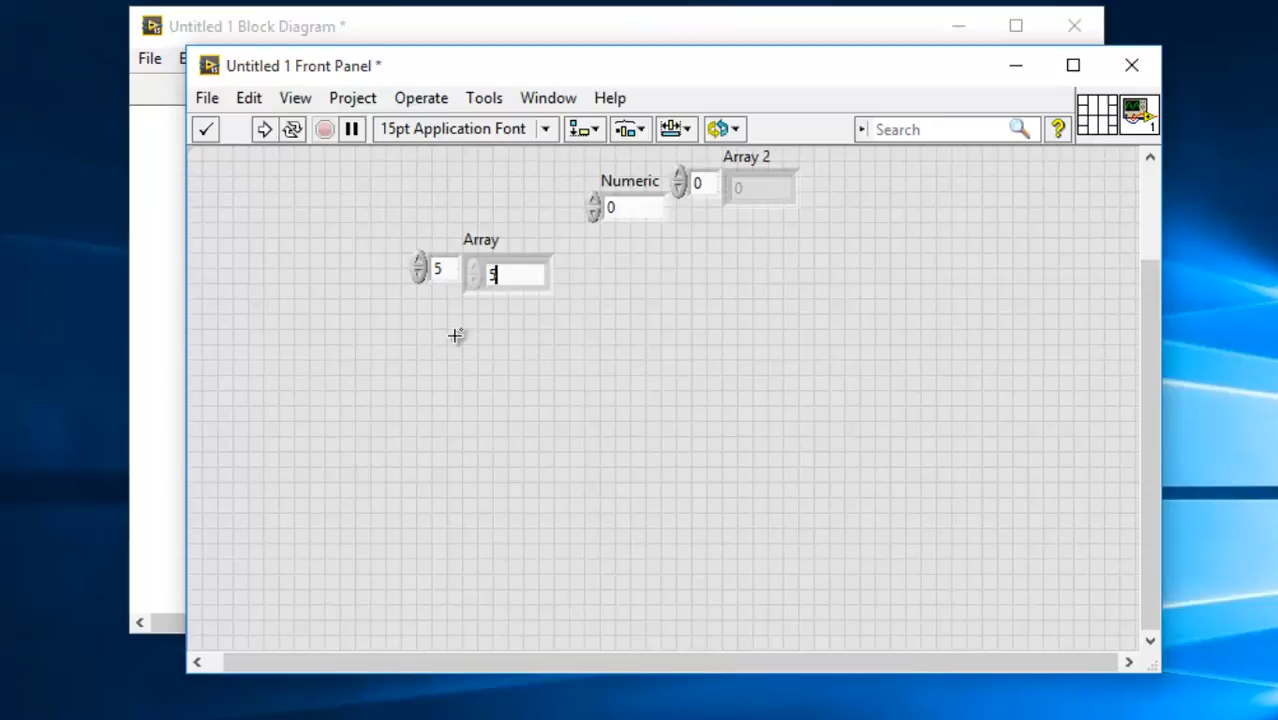 Untitled 1 Block Diagram *
File E
Untitled 1 Front Panel *
File Edit View Project Operate Tools Window Help
15pt Application Font Search ? 1
Array 2
Numeric 0 0
0
Array
5 5